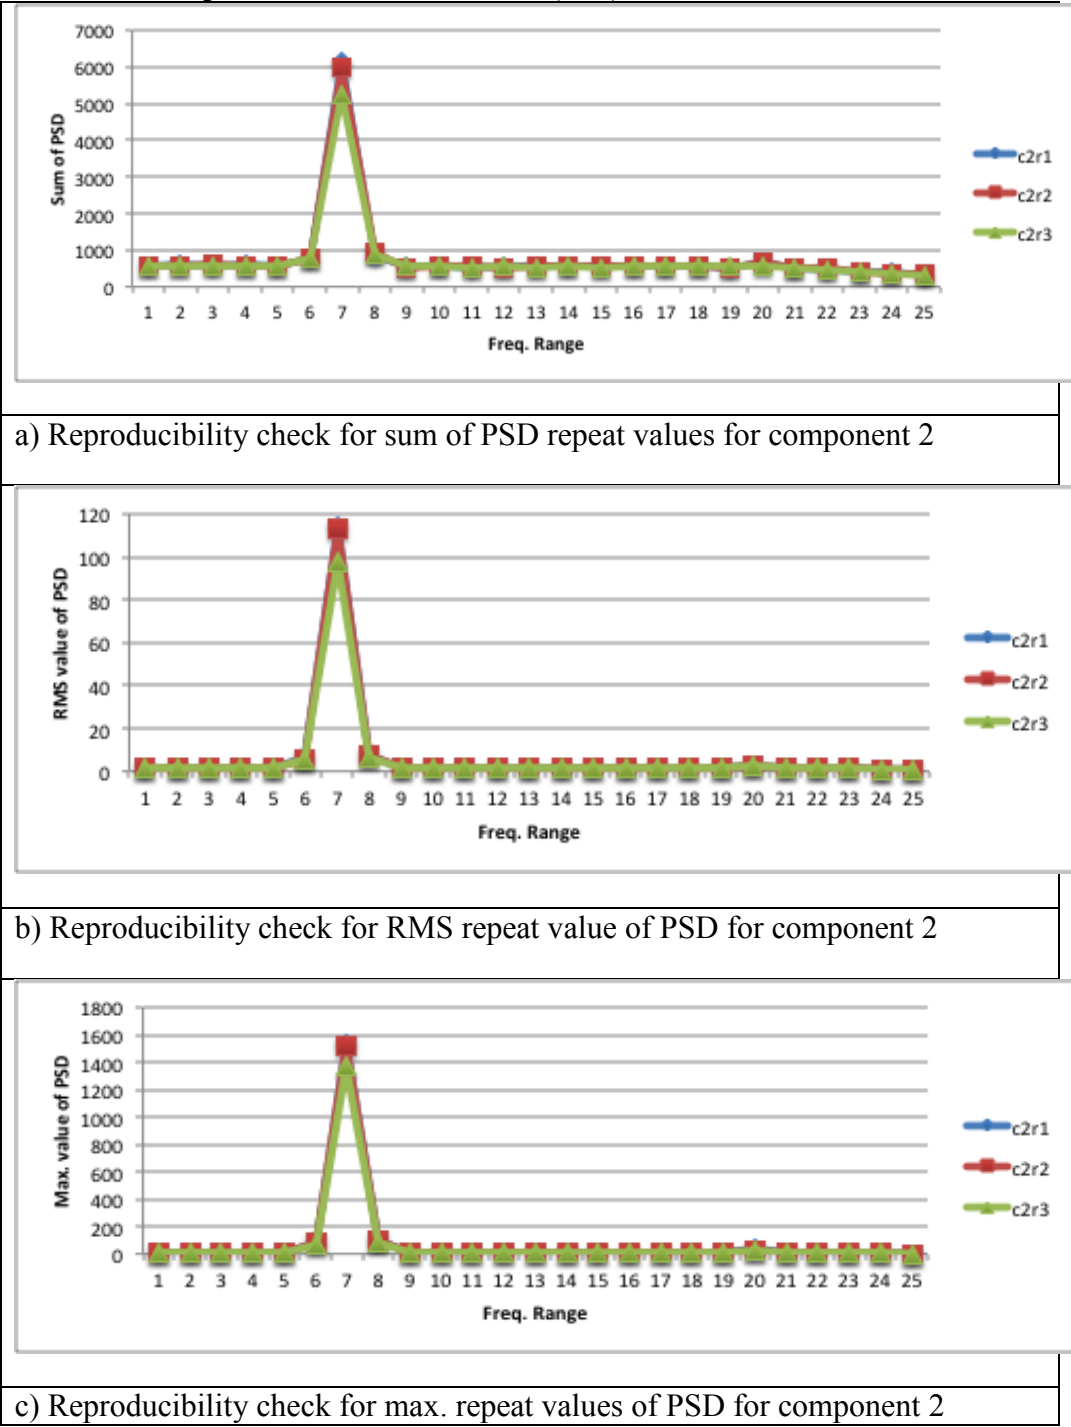 7000
6000
5000
4000
3000
2000
1000
0
Sum of PSD
1 2 3 4 5 6 7 8 9 10 11 12 13 14 15 16 17 18 19 20 21 22 23 24 25
Freq. Range
c2r1
c2r2
c2r3
a) Reproducibility check for sum of PSD repeat values for component 2
120
100
80
60
40
20
0
RMS value of PSD
1 2 3 4 5 6 7 8 9 10 11 12 13 14 15 16 17 18 19 20 21 22 23 24 25
Freq. Range
c2r1
c2r2
c2r3
b) Reproducibility check for RMS repeat value of PSD for component 2
1800
1600
1400
1200
1000
800
600
400
200
0
Max. value of PSD
1 2 3 4 5 6 7 8 9 10 11 12 13 14 15 16 17 18 19 20 21 22 23 24 25
Freq. Range
c2r1
c2r2
c2r3
c) Reproducibility check for max. repeat values of PSD for component 2